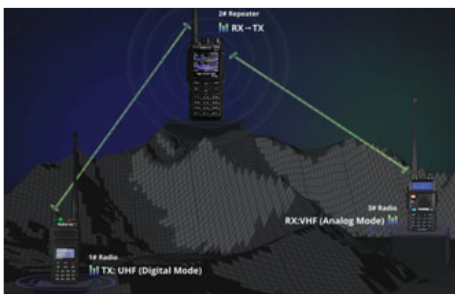 2# Repeater
RX→TX
3# Radio
RX:VHF (Analog Mode)
1# Radio
TX: UHF (Digital Mode)